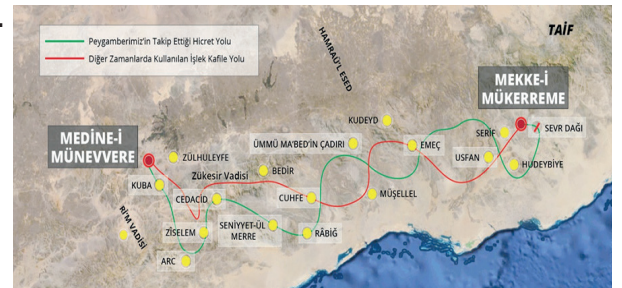 Peygamberimiz'in Takip Ettiği Hicret Yolu
Diğer Zamanlarda Kullanılan İşlek Kafile Yolu
HAMRAÜ'L ESED
TAİF
MEKKE-İ
MÜKERREME
MEDİNE-İ
MÜNEVVERE
ZÜLHULEYFE
KUDEYD
ÜMMÜ MA'BED'İN ÇADIRI
EMEÇ
SERİF
SEVR DAĞI
USFAN
HUDEYBİYE
KUBA
Zükesir Vadisi
BEDİR
CEDACİD
CUHFE
MÜŞELLEL
Rİ'M VADİSİ
ZİSELEM
SENİYYET-ÜL
MERRE
RÂBİĞ
ARC